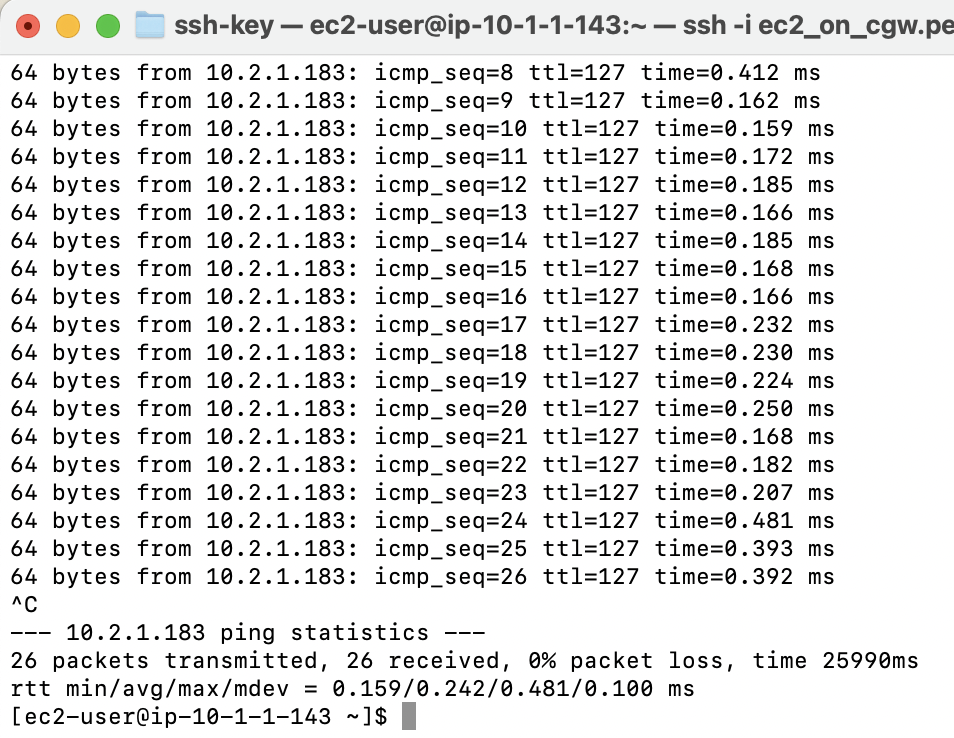 ssh-key — ec2-user@ip-10-1-1-143:~ — ssh -i ec2_on_cgw.pe
64 bytes from 10.2.1.183: icmp_seq=8 ttl=127 time=0.412 ms
64 bytes from 10.2.1.183: icmp_seq=9 ttl=127 time=0.162 ms
64 bytes from 10.2.1.183: icmp_seq=10 ttl=127 time=0.159 ms
64 bytes from 10.2.1.183: icmp_seq=11 ttl=127 time=0.172 ms
64 bytes from 10.2.1.183: icmp_seq=12 ttl=127 time=0.185 ms
64 bytes from 10.2.1.183: icmp_seq=13 ttl=127 time=0.166 ms
64 bytes from 10.2.1.183: icmp_seq=14 ttl=127 time=0.185 ms
64 bytes from 10.2.1.183: icmp_seq=15 ttl=127 time=0.168 ms
64 bytes from 10.2.1.183: icmp_seq=16 ttl=127 time=0.166 ms
64 bytes from 10.2.1.183: icmp_seq=17 ttl=127 time=0.232 ms
64 bytes from 10.2.1.183: icmp_seq=18 ttl=127 time=0.230 ms
64 bytes from 10.2.1.183: icmp_seq=19 ttl=127 time=0.224 ms
64 bytes from 10.2.1.183: icmp_seq=20 ttl=127 time=0.250 ms
64 bytes from 10.2.1.183: icmp_seq=21 ttl=127 time=0.168 ms
64 bytes from 10.2.1.183: icmp_seq=22 ttl=127 time=0.182 ms
64 bytes from 10.2.1.183: icmp_seq=23 ttl=127 time=0.207 ms
64 bytes from 10.2.1.183: icmp_seq=24 ttl=127 time=0.481 ms
64 bytes from 10.2.1.183: icmp_seq=25 ttl=127 time=0.393 ms
64 bytes from 10.2.1.183: icmp_seq=26 ttl=127 time=0.392 ms
^C
--- 10.2.1.183 ping statistics ---
26 packets transmitted, 26 received, 0% packet loss, time 25990ms
rtt min/avg/max/mdev = 0.159/0.242/0.481/0.100 ms
[ec2-user@ip-10-1-1-143 ~]$